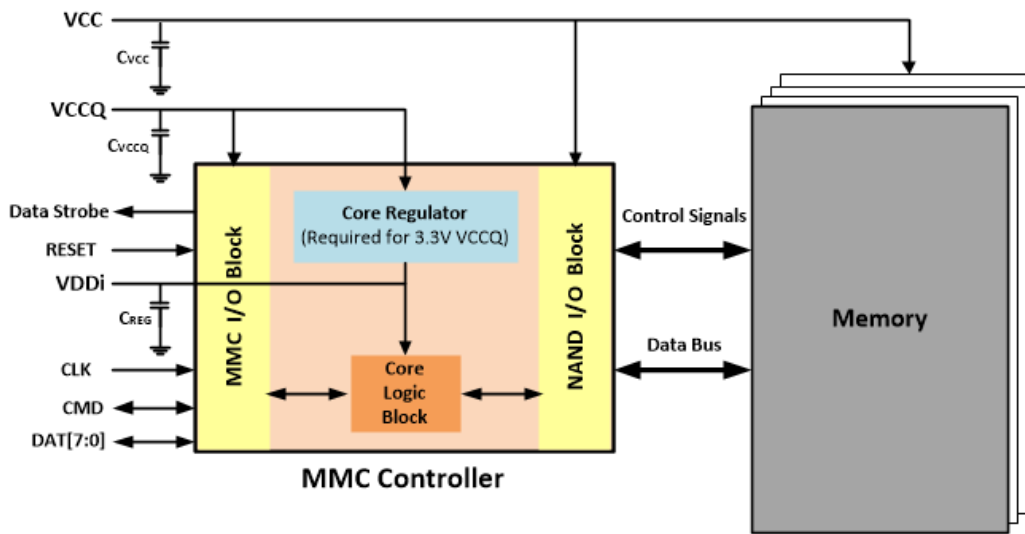 VCC
CVCC
VCCQ
CVCCQ
Data Strobe
RESET
VDDi
CREG
CLK
CMD
DAT[7:0]
MMC I/O Block
Core Regulator
(Required for 3.3V VCCQ)
Core
Logic
Block
NAND I/O Block
MMC Controller
Control Signals
Data Bus
Memory